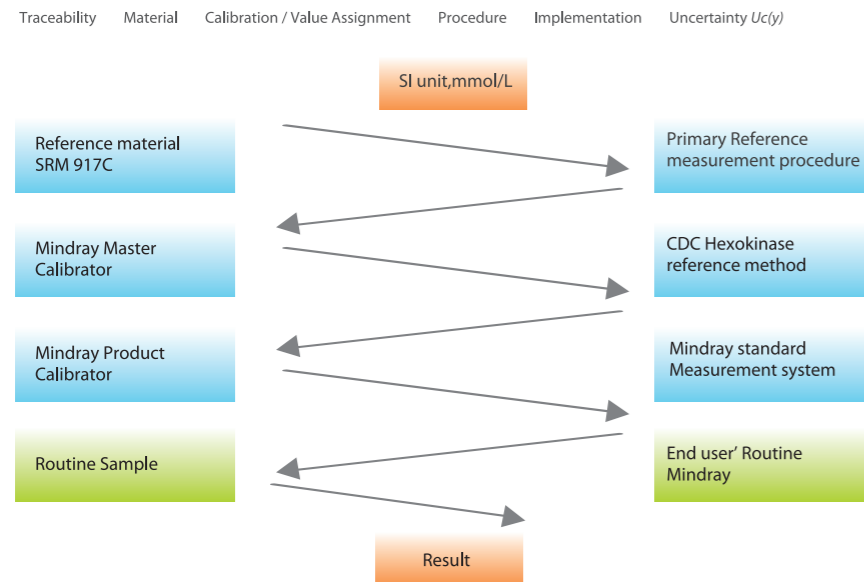 Traceability Material Calibration / Value Assignment Procedure Implementation Uncertainty Uc(y)
SI unit,mmol/L
Reference material
SRM 917C
Primary Reference
measurement procedure
Mindray Master
Calibrator
CDC Hexokinase
reference method
Mindray Product
Calibrator
Mindray standard
Measurement system
Routine Sample
End user' Routine
Mindray
Result